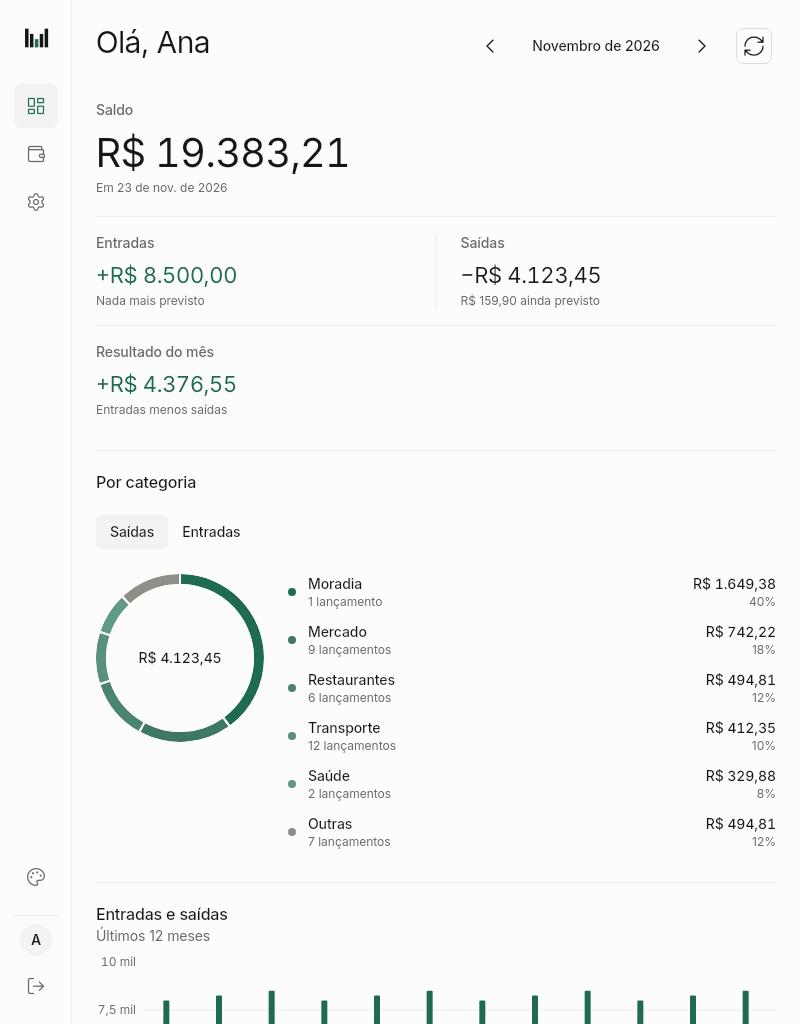 Olá, Ana
Novembro de 2026
Saldo
R$ 19.383,21
Em 23 de nov. de 2026
Entradas
+R$ 8.500,00
Nada mais previsto
Saídas
−R$ 4.123,45
R$ 159,90 ainda previsto
Resultado do mês
+R$ 4.376,55
Entradas menos saídas
Por categoria
Saídas
Entradas
R$ 4.123,45
Moradia
R$ 1.649,38
1 lançamento
40%
Mercado
R$ 742,22
9 lançamentos
18%
Restaurantes
R$ 494,81
6 lançamentos
12%
Transporte
R$ 412,35
12 lançamentos
10%
Saúde
R$ 329,88
2 lançamentos
8%
Outras
R$ 494,81
7 lançamentos
12%
Entradas e saídas
Últimos 12 meses
10 mil
7,5 mil
A